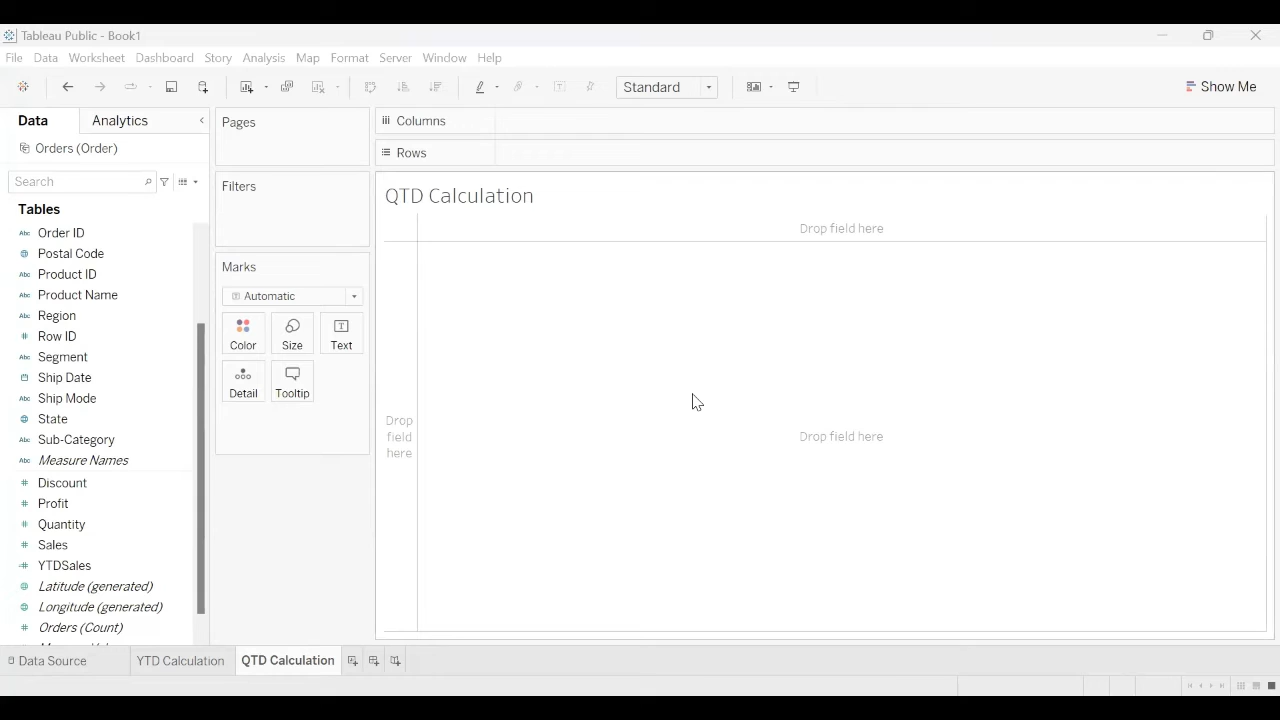 Tableau Public - Book1
File Data Worksheet Dashboard Story Analysis Map Format Server Window Help
Standard
Show Me
Data Analytics
Orders (Order)
Search
Tables
Order ID
Postal Code
Product ID
Product Name
Region
Row ID
Segment
Ship Date
Ship Mode
State
Sub-Category
Measure Names
Discount
Profit
Quantity
Sales
YTDSales
Latitude (generated)
Longitude (generated)
Orders (Count)
Pages
Filters
Marks
Automatic
Color Size Text
Detail Tooltip
Columns
Rows
QTD Calculation
Drop field here
Drop
field
here
Drop field here
Data Source YTD Calculation QTD Calculation